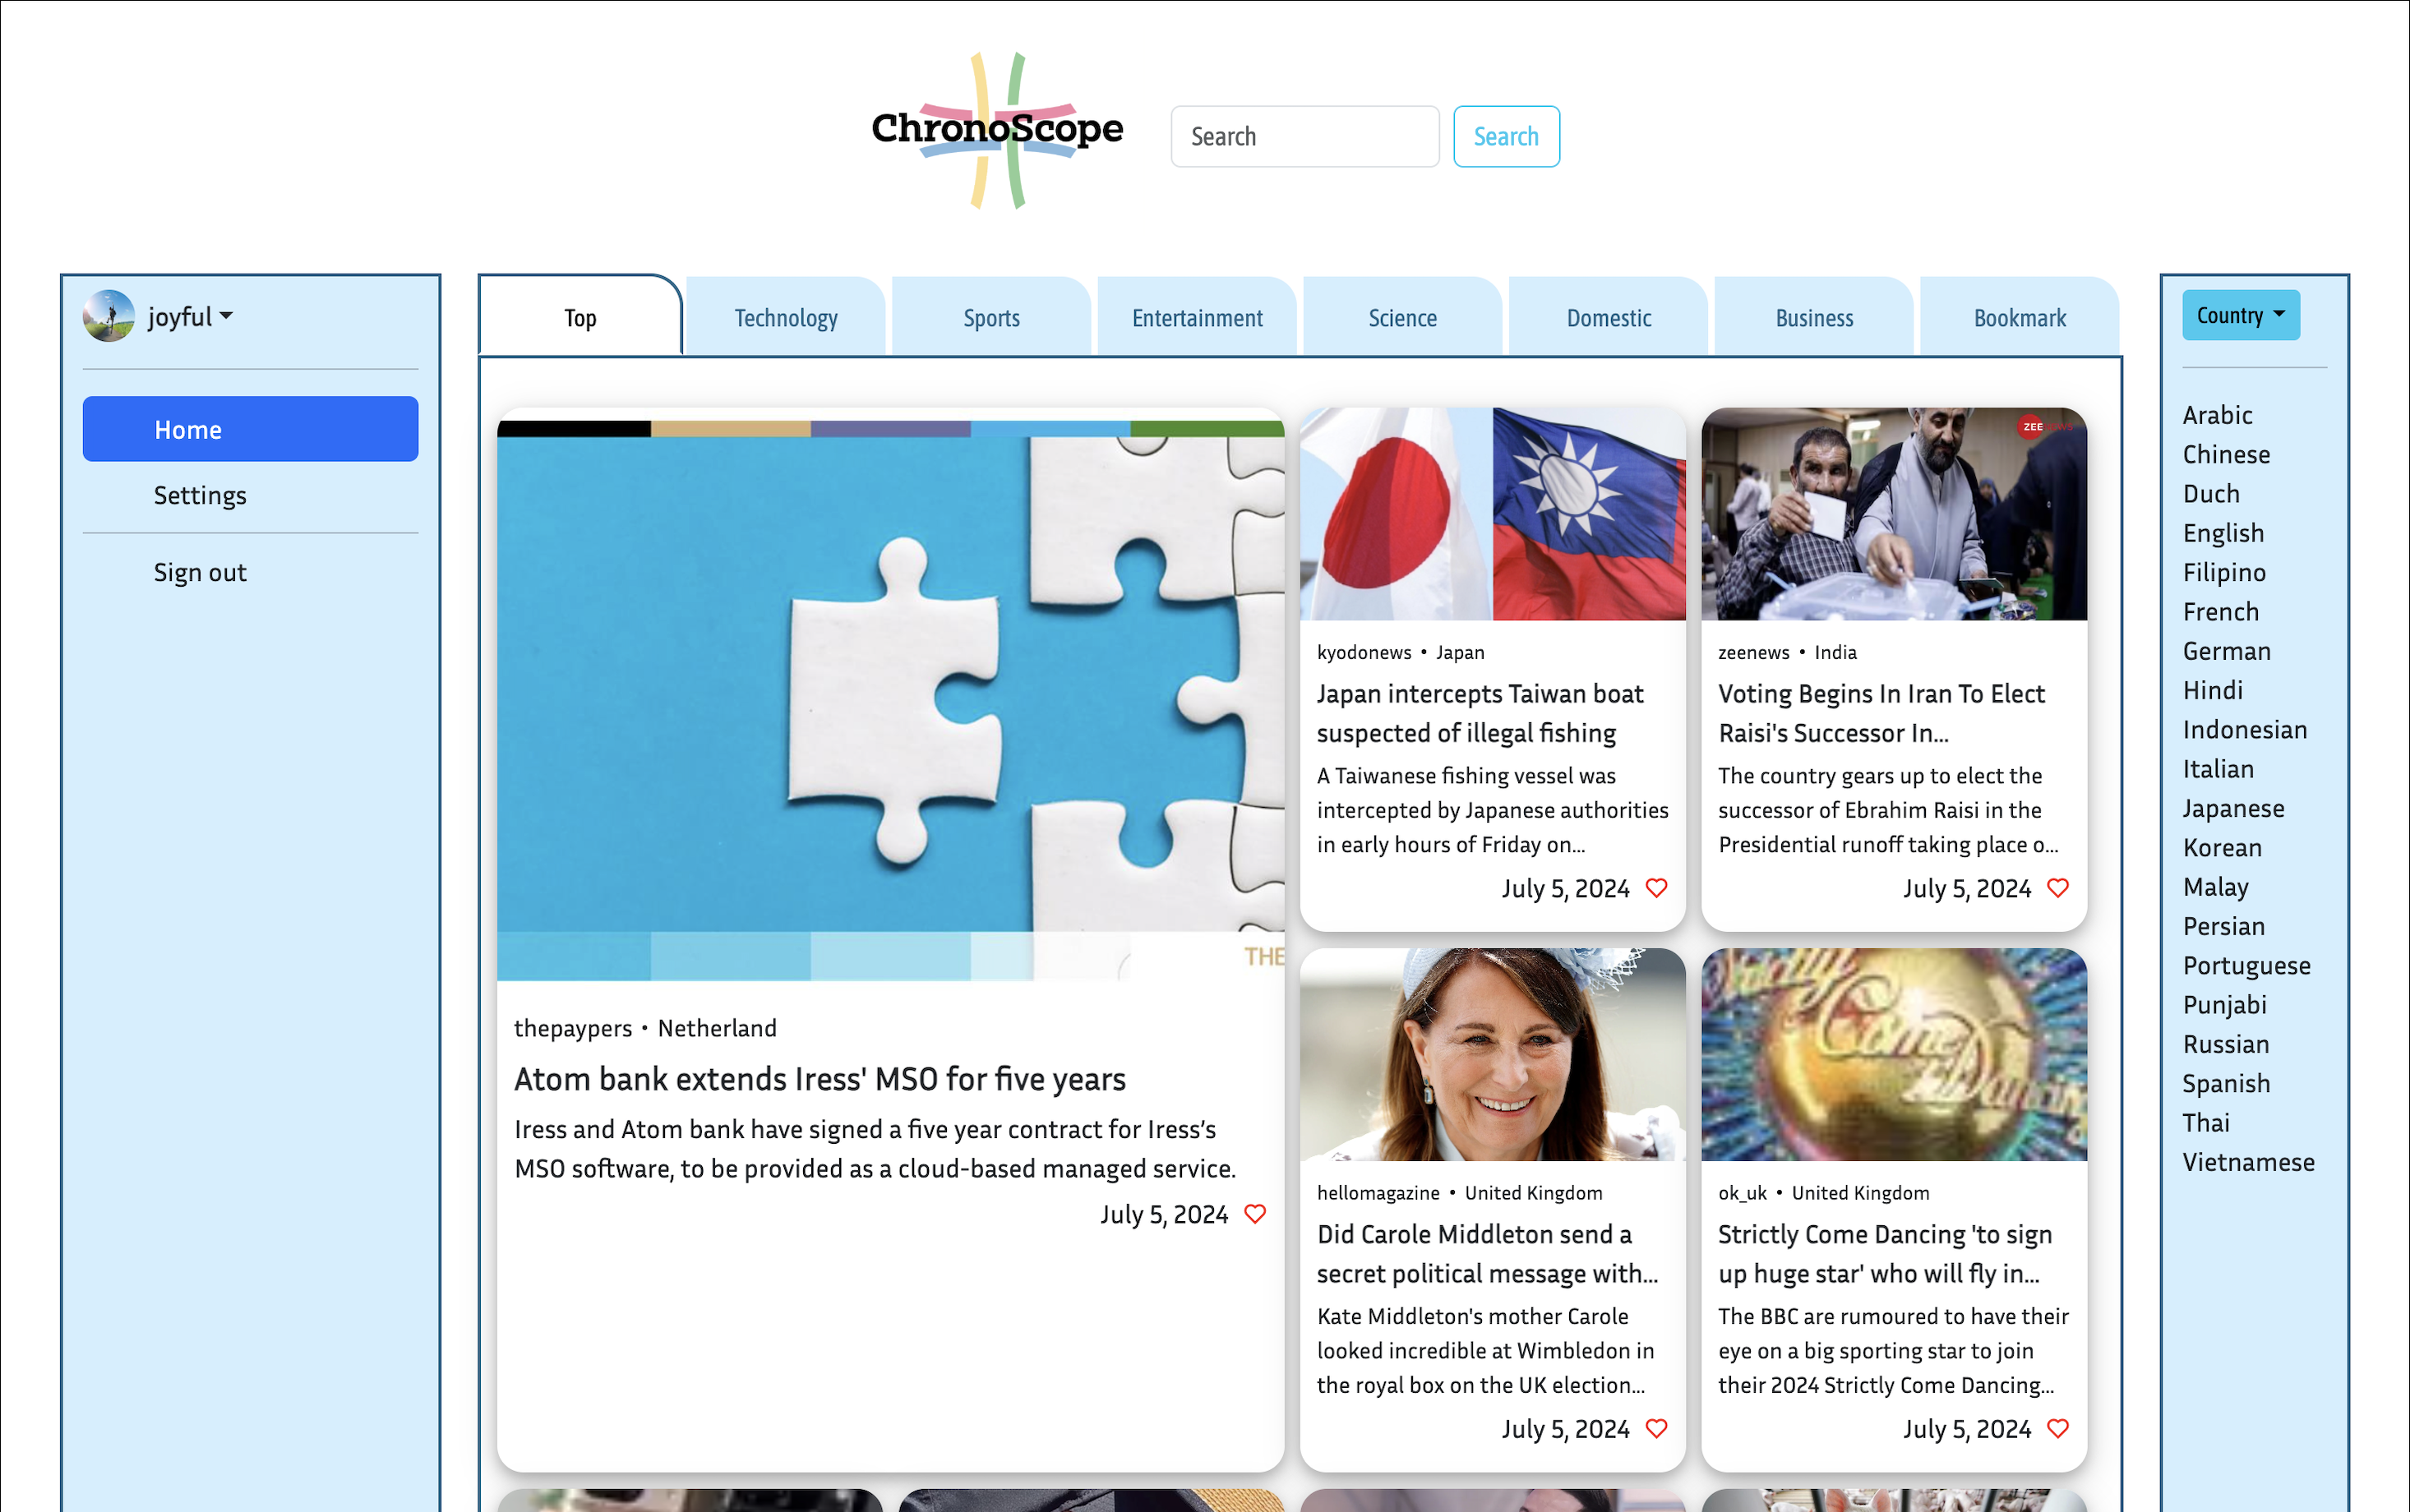 ChronoScope
Search
Search
joyful
Home
Settings
Sign out
Top
Technology
Sports
Entertainment
Science
Domestic
Business
Bookmark
THE
thepaypers • Netherland
Atom bank extends Iress' MSO for five years
Iress and Atom bank have signed a five year contract for Iress’s
MSO software, to be provided as a cloud-based managed service.
July 5, 2024
kyodonews • Japan
Japan intercepts Taiwan boat
suspected of illegal fishing
A Taiwanese fishing vessel was
intercepted by Japanese authorities
in early hours of Friday on...
July 5, 2024
ZEE NEWS
zeenews • India
Voting Begins In Iran To Elect
Raisi's Successor In...
The country gears up to elect the
successor of Ebrahim Raisi in the
Presidential runoff taking place o...
July 5, 2024
hellomagazine • United Kingdom
Did Carole Middleton send a
secret political message with...
Kate Middleton's mother Carole
looked incredible at Wimbledon in
the royal box on the UK election...
July 5, 2024
Come
ok_uk • United Kingdom
Strictly Come Dancing 'to sign
up huge star' who will fly in...
The BBC are rumoured to have their
eye on a big sporting star to join
their 2024 Strictly Come Dancing...
July 5, 2024
Country
Arabic
Chinese
Duch
English
Filipino
French
German
Hindi
Indonesian
Italian
Japanese
Korean
Malay
Persian
Portuguese
Punjabi
Russian
Spanish
Thai
Vietnamese